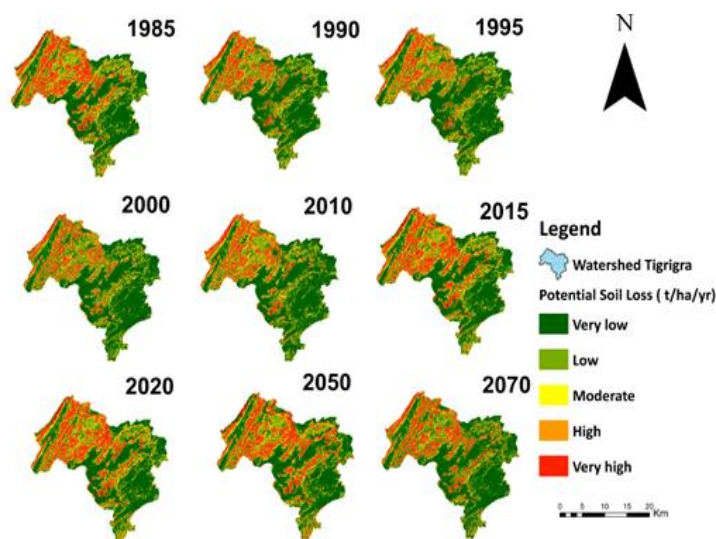 1985
1990
1995
N
2000
2010
2015
Legend
Watershed Tigrigra
Potential Soil Loss ( t/ha/yr)
Very low
Low
Moderate
High
Very high
2020
2050
2070
0 5 10 15 20
Km